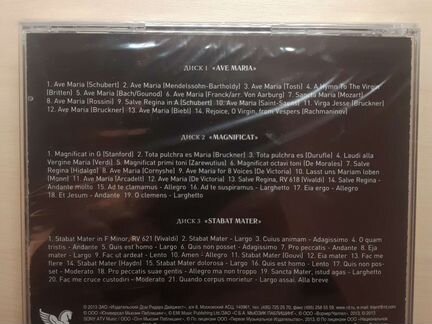 ДИСК 1 «AVE MARIA»
1. Ave Maria (Schubert) 2. Ave Maria (Mendelssohn-Bartholdy) 3. Ave Maria (Tosti) 4. A Hymn To The Virgin
(Britten) 5. Ave Maria (Bach/Gounod) 6. Ave Maria (Franck/arr. Von Aarburg) 7. Sancta Maria (Mozart)
8. Ave Maria (Rossini) 9. Salve Regina in A (Schubert) 10. Ave Maria (Saint-Saens) 11. Virga Jesse (Bruckner)
12. Ave Maria (Bruckner) 13. Ave Maria (Biebl) 14. Rejoice, O Virgin, from Vespers (Rachmaninov)
ДИСК 2 «MAGNIFICAT»
1. Magnificat in G (Stanford) 2. Tota pulchra es Maria (Bruckner) 3. Tota pulchra es (Durufle) 4. Laudi alla
Vergine Maria (Verdi) 5. Magnificat primi toni (Zarewutius) 6. Magnificat octavi toni (De Morales) 7. Salve
Regina (Hidalgo) 8. Ave Maria (Cornyshe) 9. Ave Maria for 8 Voices (De Victoria) 10. Lasst uns Mariam loben
(Monn) 11. Ave Maria (Arcadelt) 12. Ave Maria (De Victoria) 13. Salve Regina, RV 618 (Vivaldi) 14. Salve Regina -
Andante molto 15. Ad te clamamus - Allegro 16. Ad te suspiramus - Larghetto 17. Eia ergo - Allegro
18. Et Jesum - Andante 19. O clemens - Larghetto
ДИСК 3 «STABAT MATER»
1. Stabat Mater in F Minor, RV 621 (Vivaldi) 2. Stabat Mater - Largo 3. Cuius animam - Adagissimo 4. O quam
tristis - Andante 5. Quis est homo - Largo 6. Quis non posset - Adagissimo 7. Pro peccatis - Andante 8. Eja
mater - Largo 9. Fac ut ardeat - Lento 10. Amen - Allegro 11. Stabat Mater (Gouvi) 12. Eia mater 13. Fac me
flere 14. Stabat Mater (Haydn) 15. Stabat Mater dolorosa - Largo 16. Quis est homo - Lento 17. Quis non pos-
set - Moderato 18. Pro peccatis suae gentis - Allegro ma non troppo 19. Sancta Mater, istud agas - Larghetto
20. Fac me cruce custodiri - Moderato 21. Quando corpus morietur - Largo assai
© 2013 ЗАО «Издательский Дом Ридерз Дайджест»